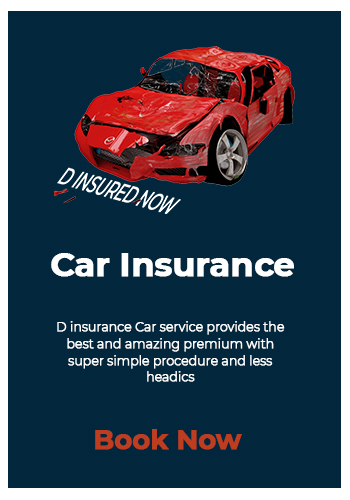 D INSURED NOW
Car Insurance
D insurance Car service provides the
best and amazing premium with
super simple procedure and less
headics
Book Now